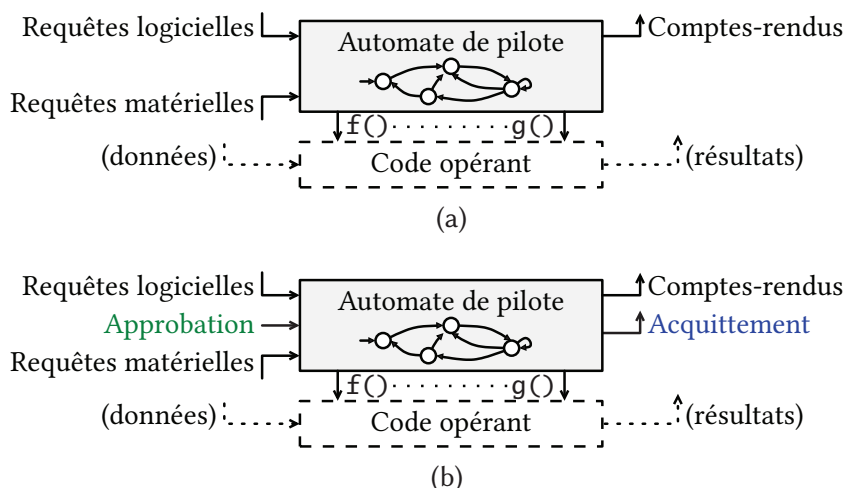 Requêtes logicielles
Automate de pilote
Comptes-rendus
Requêtes matérielles
f()·········g()
(données)
Code opérant
(résultats)
(a)
Requêtes logicielles
Automate de pilote
Comptes-rendus
Approbation
Acquittement
Requêtes matérielles
f()·········g()
(données)
Code opérant
(résultats)
(b)